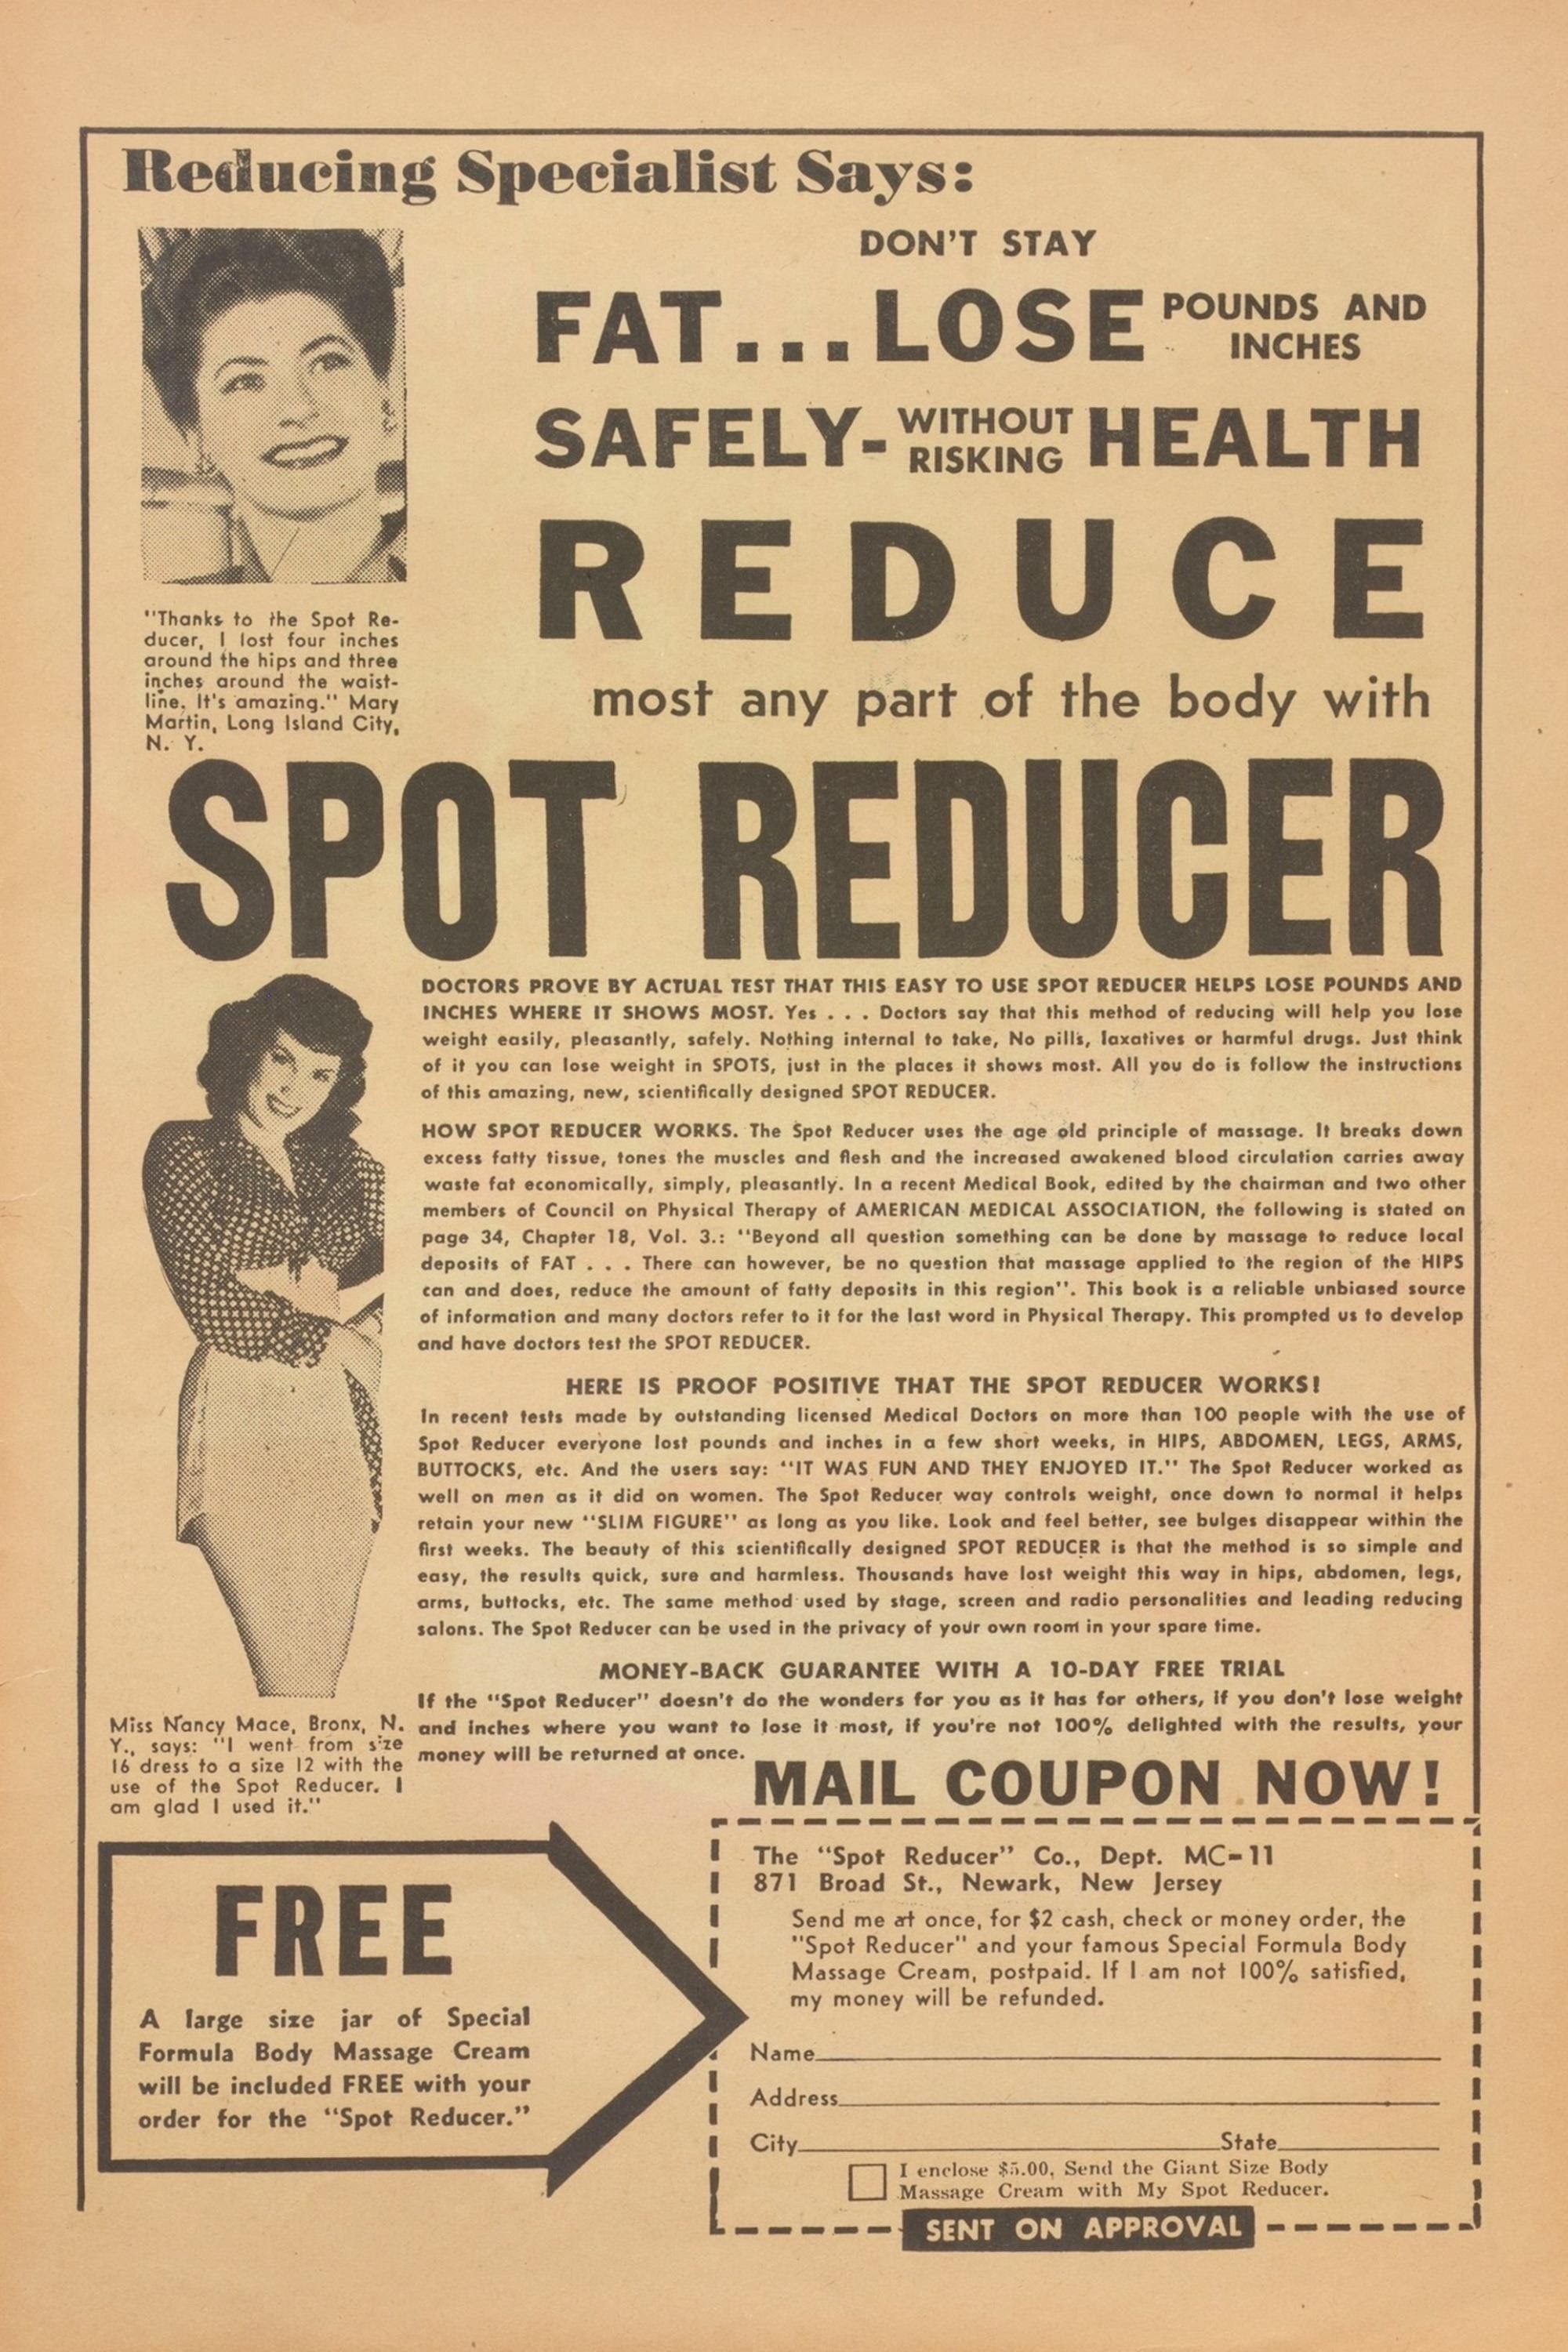 Reducing Specialist Says:
DON'T STAY
FAT...LOSE POUNDS AND INCHES
SAFELY- WITHOUT RISKING HEALTH
REDUCE
most any part of the body with
"Thanks to the Spot Re-
ducer, I lost four inches
around the hips and three
inches around the waist-
line. It's amazing." Mary
Martin, Long Island City,
N. Y.
SPOT REDUCER
DOCTORS PROVE BY ACTUAL TEST THAT THIS EASY TO USE SPOT REDUCER HELPS LOSE POUNDS AND
INCHES WHERE IT SHOWS MOST. Yes . . . Doctors say that this method of reducing will help you lose
weight easily, pleasantly, safely. Nothing internal to take, No pills, laxatives or harmful drugs. Just think
of it you can lose weight in SPOTS, just in the places it shows most. All you do is follow the instructions
of this amazing, new, scientifically designed SPOT REDUCER.
HOW SPOT REDUCER WORKS. The Spot Reducer uses the age old principle of massage. It breaks down
excess fatty tissue, tones the muscles and flesh and the increased awakened blood circulation carries away
waste fat economically, simply, pleasantly. In a recent Medical Book, edited by the chairman and two other
members of Council on Physical Therapy of AMERICAN MEDICAL ASSOCIATION, the following is stated on
page 34, Chapter 18, Vol. 3.: "Beyond all question something can be done by massage to reduce local
deposits of FAT . . . There can however, be no question that massage applied to the region of the HIPS
can and does, reduce the amount of fatty deposits in this region". This book is a reliable unbiased source
of information and many doctors refer to it for the last word in Physical Therapy. This prompted us to develop
and have doctors test the SPOT REDUCER.
HERE IS PROOF POSITIVE THAT THE SPOT REDUCER WORKS!
In recent tests made by outstanding licensed Medical Doctors on more than 100 people with the use of
Spot Reducer everyone lost pounds and inches in a few short weeks, in HIPS, ABDOMEN, LEGS, ARMS,
BUTTOCKS, etc. And the users say: "IT WAS FUN AND THEY ENJOYED IT." The Spot Reducer worked as
well on men as it did on women. The Spot Reducer way controls weight, once down to normal it helps
retain your new "SLIM FIGURE" as long as you like. Look and feel better, see bulges disappear within the
first weeks. The beauty of this scientifically designed SPOT REDUCER is that the method is so simple and
easy, the results quick, sure and harmless. Thousands have lost weight this way in hips, abdomen, legs,
arms, buttocks, etc. The same method used by stage, screen and radio personalities and leading reducing
salons. The Spot Reducer can be used in the privacy of your own room in your spare time.
MONEY-BACK GUARANTEE WITH A 10-DAY FREE TRIAL
If the "Spot Reducer" doesn't do the wonders for you as it has for others, if you don't lose weight
and inches where you want to lose it most, if you're not 100% delighted with the results, your
money will be returned at once.
Miss Nancy Mace, Bronx, N.
Y., says: "I went from size
16 dress to a size 12 with the
use of the Spot Reducer. I
am glad I used it."
MAIL COUPON NOW!
FREE
A large size jar of Special
Formula Body Massage Cream
will be included FREE with your
order for the "Spot Reducer."
The "Spot Reducer" Co., Dept. MC-11
871 Broad St., Newark, New Jersey
Send me at once, for $2 cash, check or money order, the
"Spot Reducer" and your famous Special Formula Body
Massage Cream, postpaid. If I am not 100% satisfied,
my money will be refunded.
Name
Address
City State
I enclose $5.00, Send the Giant Size Body
Massage Cream with My Spot Reducer.
SENT ON APPROVAL